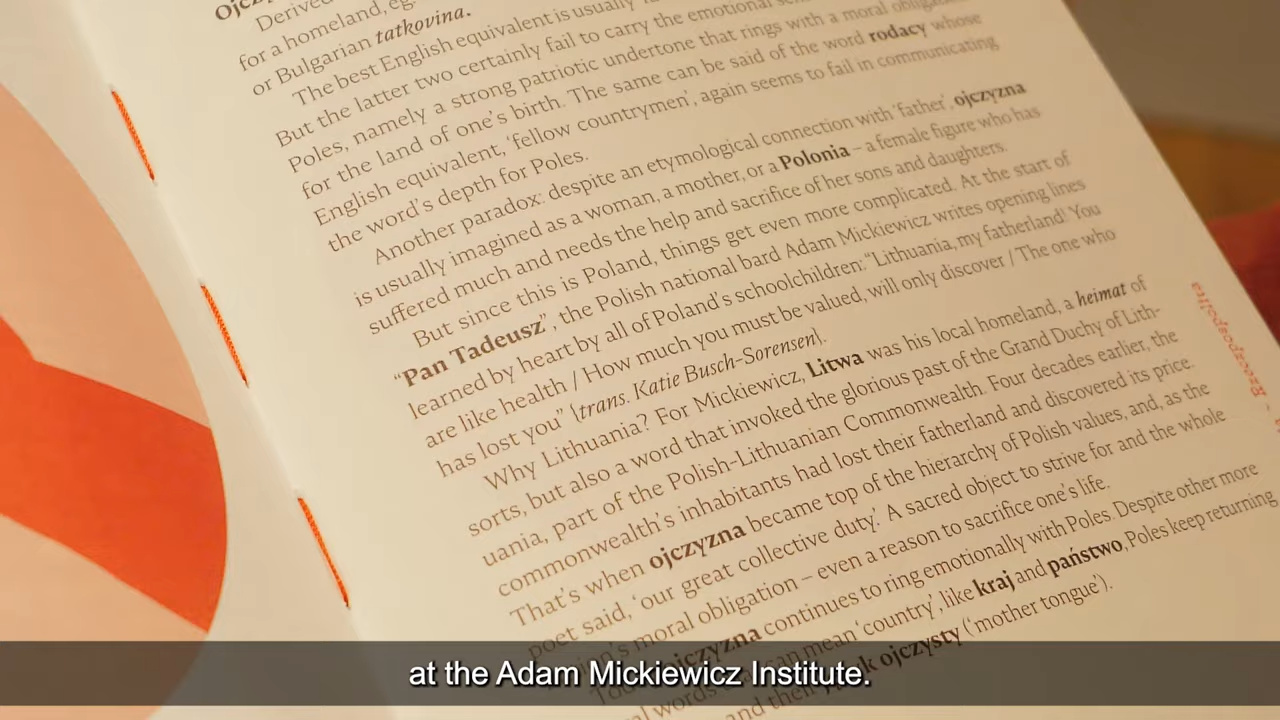 Derived
for a homeland, eg.
or Bulgarian tatkovina.
The best English equivalent is usually
But the latter two certainly fail to carry the emotional
Poles, namely a strong patriotic undertone that rings with a moral
for the land of one's birth. The same can be said of the word rodacy whose
English equivalent, 'fellow countrymen', again seems to fail in communicating
the word's depth for Poles.
Another paradox: despite an etymological connection with 'father', ojczyzna
is usually imagined as a woman, a mother, or a Polonia – a female figure who has
suffered much and needs the help and sacrifice of her sons and daughters.
But since this is Poland, things get even more complicated. At the start of
"Pan Tadeusz", the Polish national bard Adam Mickiewicz writes opening lines
learned by heart by all of Poland's schoolchildren: "Lithuania, my fatherland! You
are like health / How much you must be valued, will only discover / The one who
has lost you" (trans. Katie Busch-Sorensen).
Why Lithuania? For Mickiewicz, Litwa was his local homeland, a heimat of
sorts, but also a word that invoked the glorious past of the Grand Duchy of Lith-
uania, part of the Polish-Lithuanian Commonwealth. Four decades earlier, the
commonwealth's inhabitants had lost their fatherland and discovered its price.
That's when ojczyzna became top of the hierarchy of Polish values, and, as the
poet said, 'our great collective duty'. A sacred object to strive for and the whole
moral obligation – even a reason to sacrifice one's life.
continues to ring emotionally with Poles. Despite other more
mean 'country', like kraj and państwo, Poles keep returning
ojczysty ('mother tongue').
at the Adam Mickiewicz Institute.